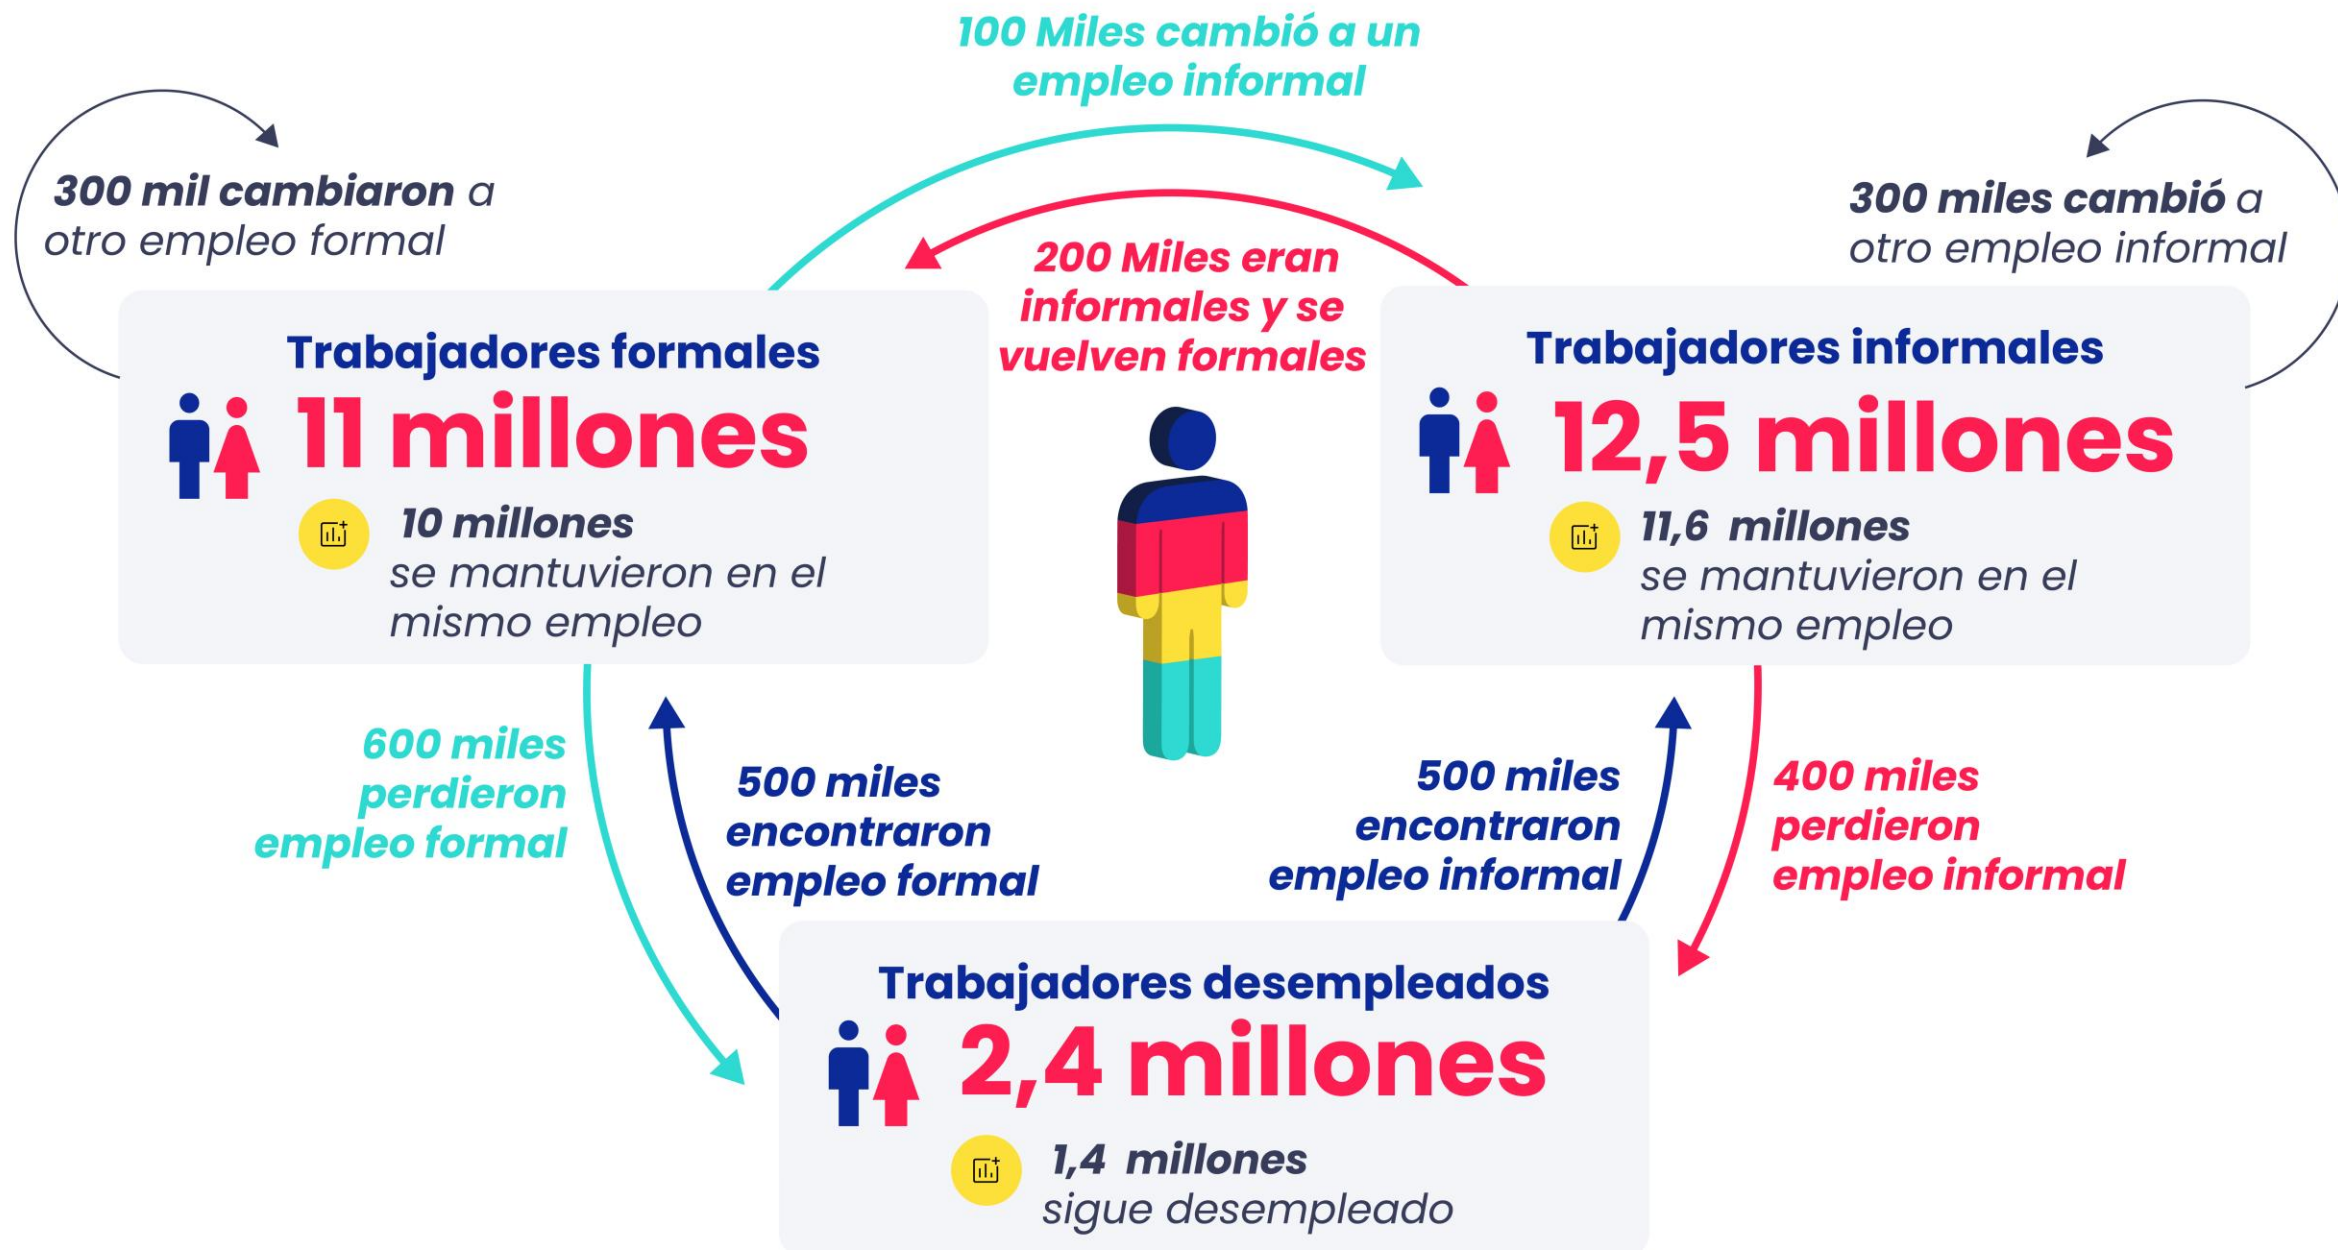 100 Miles cambió a un
empleo informal
300 mil cambiaron a
otro empleo formal
300 miles cambió a
otro empleo informal
200 Miles eran
informales y se
vuelven formales
Trabajadores formales
11 millones
10 millones
se mantuvieron en el
mismo empleo
Trabajadores informales
12,5 millones
11,6 millones
se mantuvieron en el
mismo empleo
600 miles
perdieron
empleo formal
500 miles
encontraron
empleo formal
500 miles
encontraron
empleo informal
400 miles
perdieron
empleo informal
Trabajadores desempleados
2,4 millones
1,4 millones
sigue desempleado